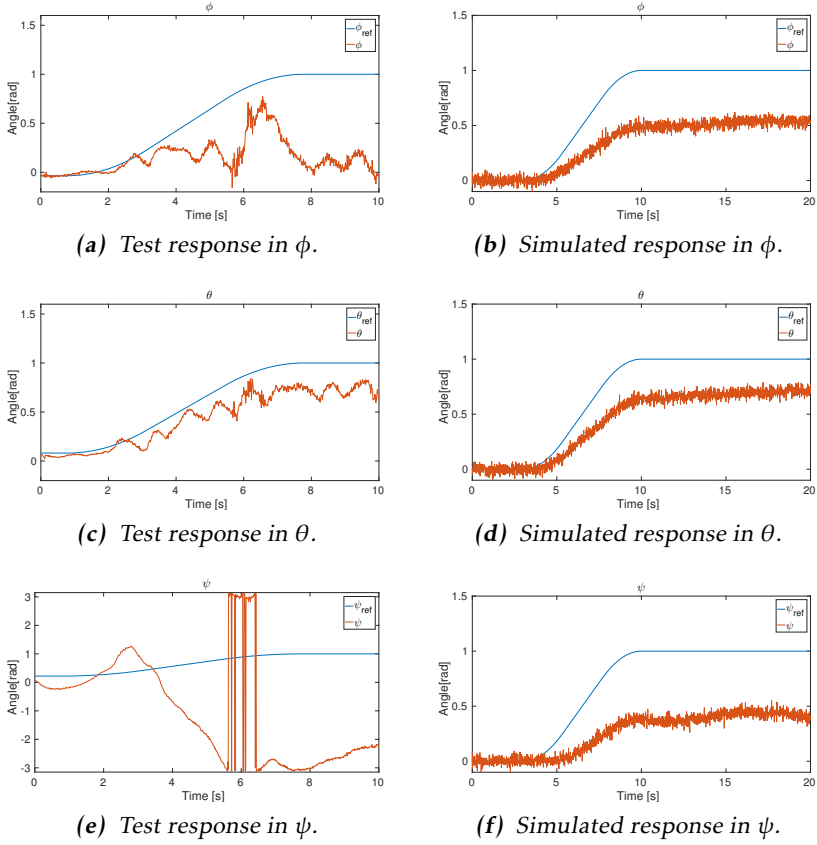 ϕ
1.5
1
0.5
0
Angle[rad]
ϕref
ϕ
0 2 4 6 8 10
Time [s]
(a) Test response in ϕ.
ϕ
1.5
1
0.5
0
Angle[rad]
ϕref
ϕ
0 5 10 15 20
Time [s]
(b) Simulated response in ϕ.
θ
1.5
1
0.5
0
Angle[rad]
θref
θ
0 2 4 6 8 10
Time [s]
(c) Test response in θ.
θ
1.5
1
0.5
0
Angle[rad]
θref
θ
0 5 10 15 20
Time [s]
(d) Simulated response in θ.
ψ
3
2
1
0
-1
-2
-3
Angle[rad]
ψref
ψ
0 2 4 6 8 10
Time [s]
(e) Test response in ψ.
ψ
1.5
1
0.5
0
Angle[rad]
ψref
ψ
0 5 10 15 20
Time [s]
(f) Simulated response in ψ.